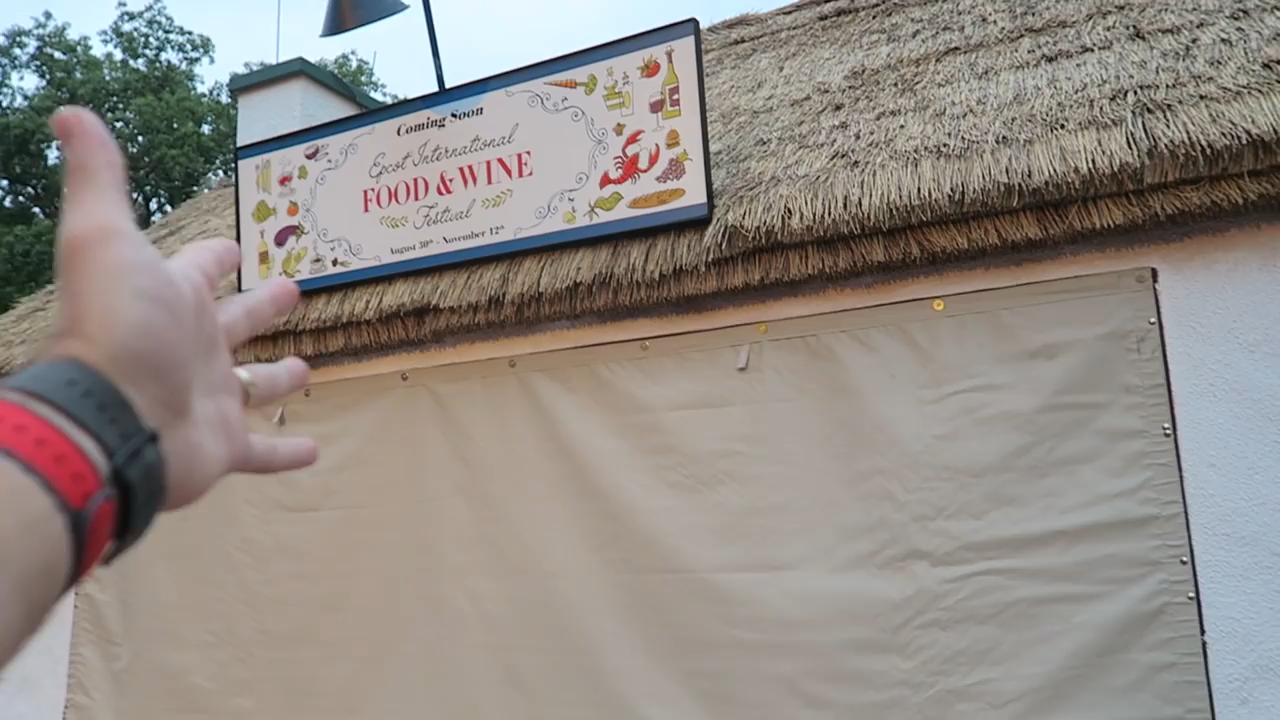 Coming Soon
Epcot International
FOOD & WINE
Festival
August 30th - November 12th